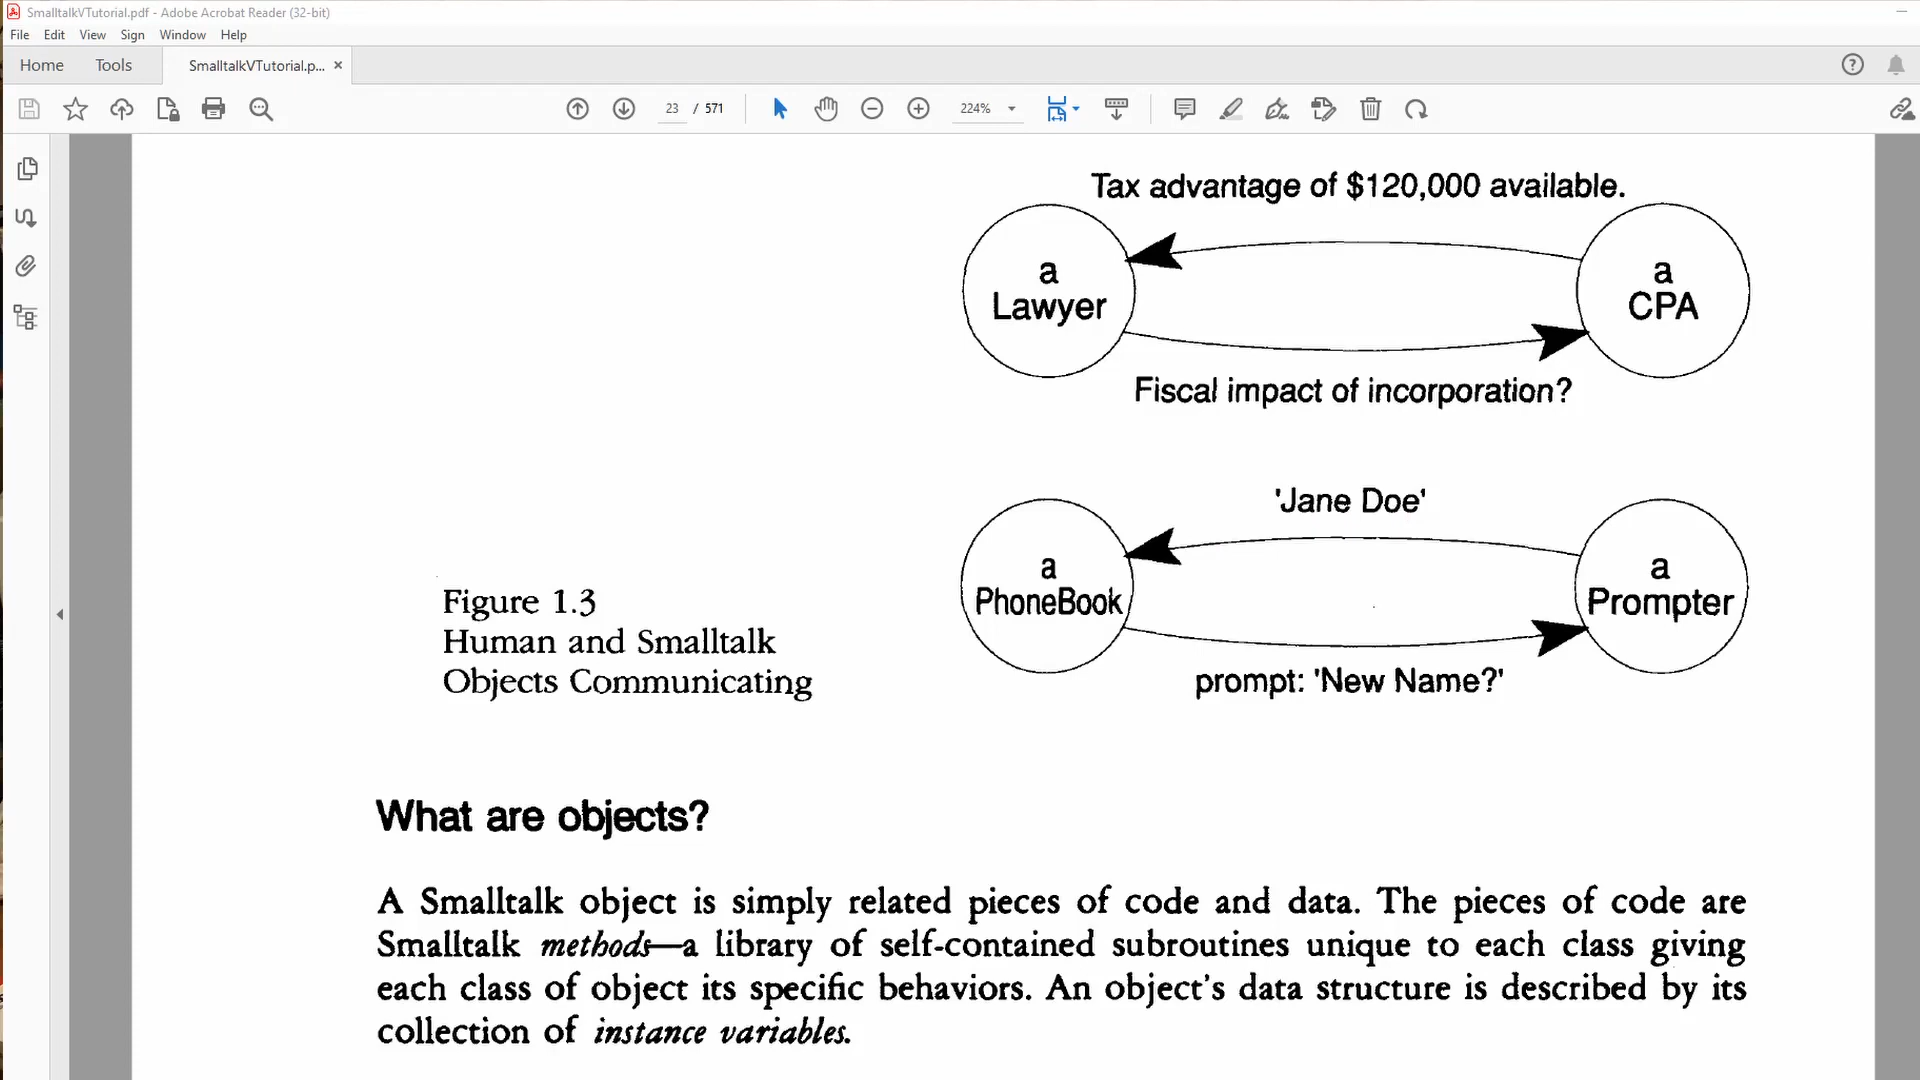 SmalltalkVTutorial.pdf - Adobe Acrobat Reader (32-bit)
File Edit View Sign Window Help
Home Tools SmalltalkVTutorial.p... ×
23 / 571 224%
Tax advantage of $120,000 available.
a
Lawyer
a
CPA
Fiscal impact of incorporation?
'Jane Doe'
a
PhoneBook
a
Prompter
prompt: 'New Name?'
Figure 1.3
Human and Smalltalk
Objects Communicating
What are objects?
A Smalltalk object is simply related pieces of code and data. The pieces of code are
Smalltalk methods—a library of self-contained subroutines unique to each class giving
each class of object its specific behaviors. An object's data structure is described by its
collection of instance variables.